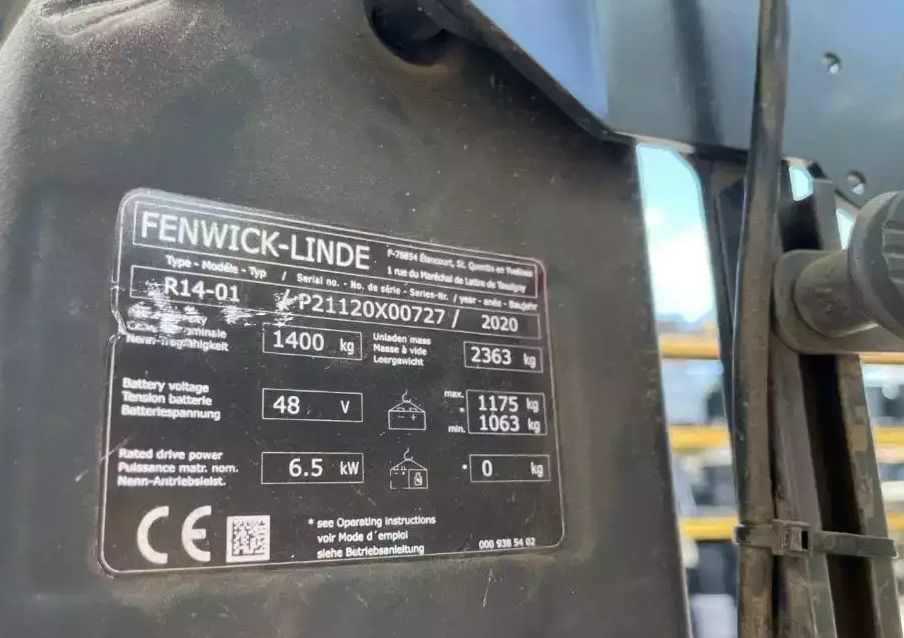 FENWICK-LINDE
F-78854 Élancourt, St. Quentin en Yvelines
1 rue du Maréchal de Lattre de Tassigny
Type - Modèle - Typ / Serial no. - No. de série - Serien-Nr. / year - année - Baujahr
R14-01 / P21120X00727 / 2020
nominale
Nenn-Tragfähigkeit
1400 kg
Unladen mass
Masse à vide
Leergewicht
2363 kg
Battery voltage
Tension batterie
Batteriespannung
48 V
max. 1175 kg
*
min. 1063 kg
Rated drive power
Puissance motr. nom.
Nenn-Antriebsleist.
6.5 kW
* 0 kg
CE
* see Operating instructions
voir Mode d'emploi
siehe Betriebsanleitung
000 938 54 02